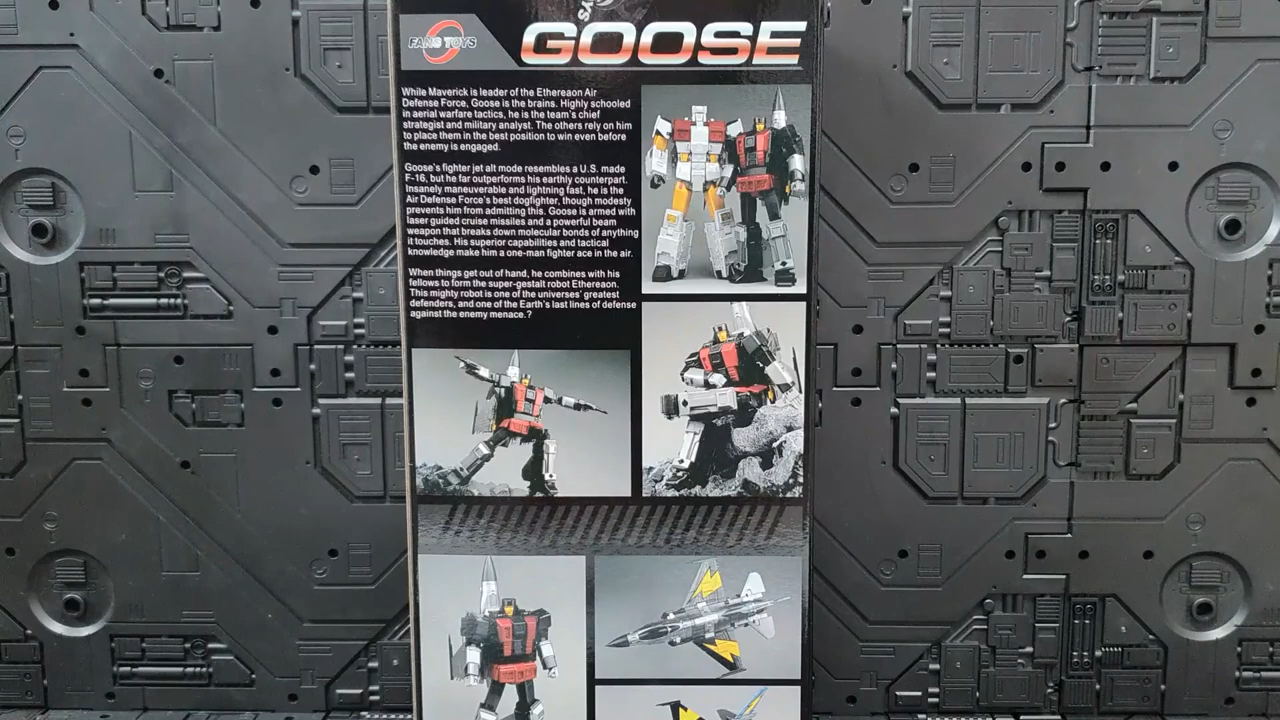 FANS TOYS
GOOSE
While Maverick is leader of the Ethereaon Air
Defense Force, Goose is the brains. Highly schooled
in aerial warfare tactics, he is the team's chief
strategist and military analyst. The others rely on him
to place them in the best position to win even before
the enemy is engaged.
Goose's fighter jet alt mode resembles a U.S. made
F-16, but he far outperforms his earthly counterpart.
Insanely maneuverable and lightning fast, he is the
Air Defense Force's best dogfighter, though modesty
prevents him from admitting this. Goose is armed with
laser guided cruise missiles and a powerful beam
weapon that breaks down molecular bonds of anything
it touches. His superior capabilities and tactical
knowledge make him a one-man fighter ace in the air.
When things get out of hand, he combines with his
fellows to form the super-gestalt robot Ethereaon.
This mighty robot is one of the universes' greatest
defenders, and one of the Earth's last lines of defense
against the enemy menace.?